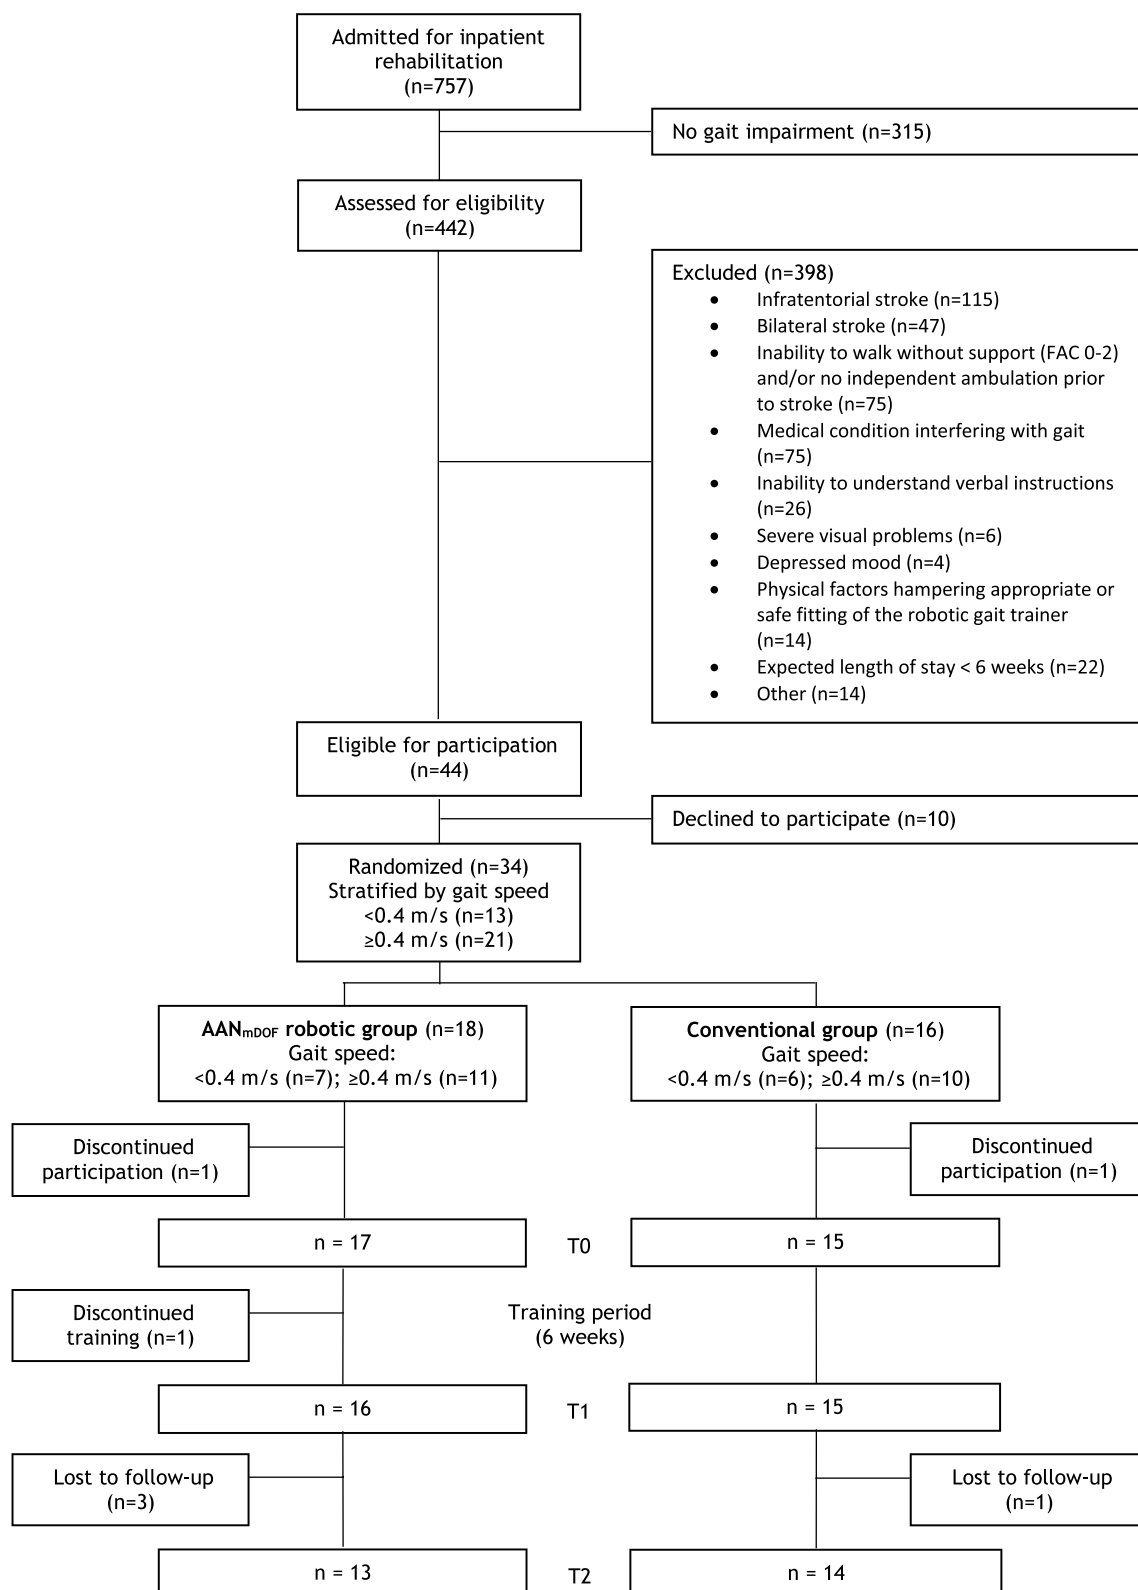 Admitted for inpatient
rehabilitation
(n=757)
No gait impairment (n=315)
Assessed for eligibility
(n=442)
Excluded (n=398)
• Infratentorial stroke (n=115)
• Bilateral stroke (n=47)
• Inability to walk without support (FAC 0-2)
and/or no independent ambulation prior
to stroke (n=75)
• Medical condition interfering with gait
(n=75)
• Inability to understand verbal instructions
(n=26)
• Severe visual problems (n=6)
• Depressed mood (n=4)
• Physical factors hampering appropriate or
safe fitting of the robotic gait trainer
(n=14)
• Expected length of stay < 6 weeks (n=22)
• Other (n=14)
Eligible for participation
(n=44)
Declined to participate (n=10)
Randomized (n=34)
Stratified by gait speed
<0.4 m/s (n=13)
≥0.4 m/s (n=21)
AANmDOF robotic group (n=18)
Gait speed:
<0.4 m/s (n=7); ≥0.4 m/s (n=11)
Conventional group (n=16)
Gait speed:
<0.4 m/s (n=6); ≥0.4 m/s (n=10)
Discontinued
participation (n=1)
Discontinued
participation (n=1)
n = 17
T0
n = 15
Discontinued
training (n=1)
Training period
(6 weeks)
n = 16
T1
n = 15
Lost to follow-up
(n=3)
Lost to follow-up
(n=1)
n = 13
T2
n = 14